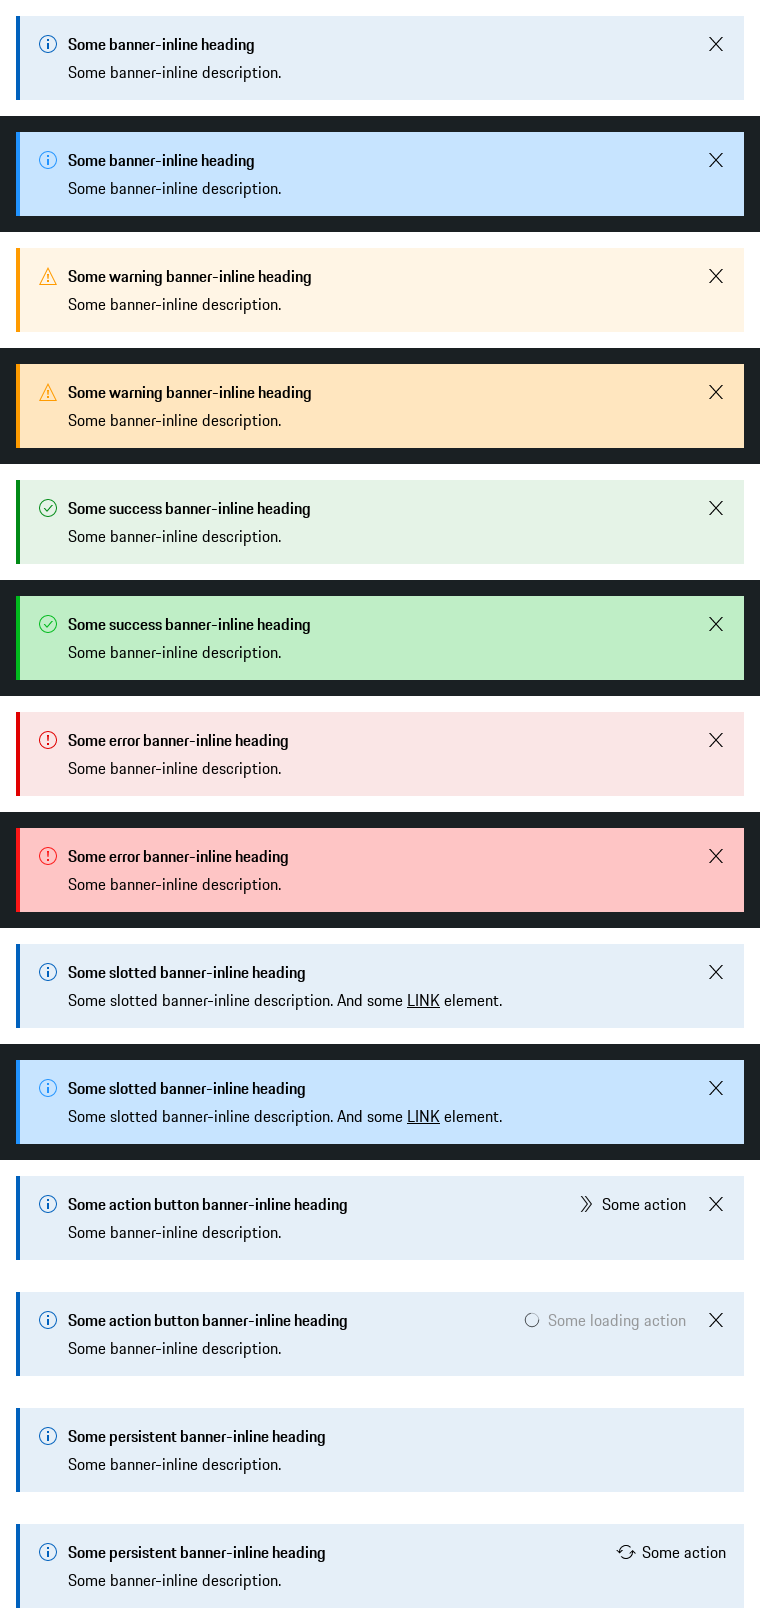 Some banner-inline heading
Some banner-inline description.
Some banner-inline heading
Some banner-inline description.
Some warning banner-inline heading
Some banner-inline description.
Some warning banner-inline heading
Some banner-inline description.
Some success banner-inline heading
Some banner-inline description.
Some success banner-inline heading
Some banner-inline description.
Some error banner-inline heading
Some banner-inline description.
Some error banner-inline heading
Some banner-inline description.
Some slotted banner-inline heading
Some slotted banner-inline description. And some LINK element.
Some slotted banner-inline heading
Some slotted banner-inline description. And some LINK element.
Some action button banner-inline heading Some action
Some banner-inline description.
Some action button banner-inline heading Some loading action
Some banner-inline description.
Some persistent banner-inline heading
Some banner-inline description.
Some persistent banner-inline heading Some action
Some banner-inline description.